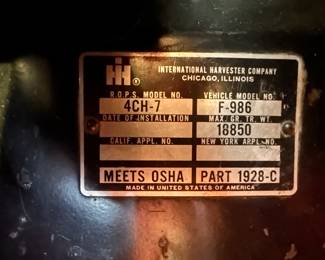 IH®
INTERNATIONAL HARVESTER COMPANY
CHICAGO, ILLINOIS
R.O.P.S. MODEL NO. VEHICLE MODEL NO.
4CH-7 F-986
DATE OF INSTALLATION MAX. GR. TR. WT.
18850
CALIF. APPL. NO. NEW YORK APPL. NO.
MEETS OSHA PART 1928-C
MADE IN UNITED STATES OF AMERICA